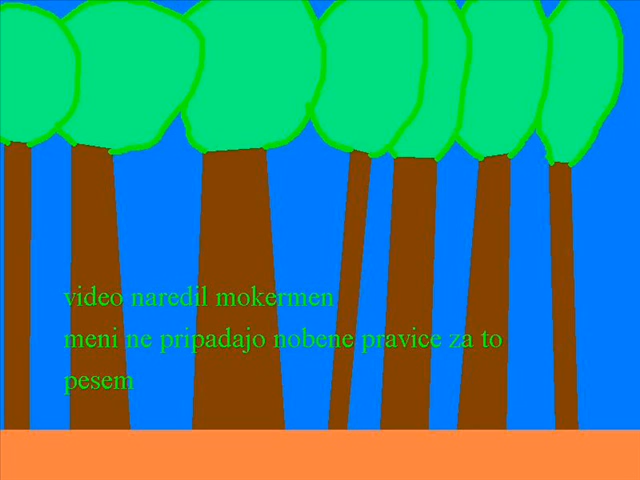 video naredil mokermen
meni ne pripadajo nobene pravice za to
pesem